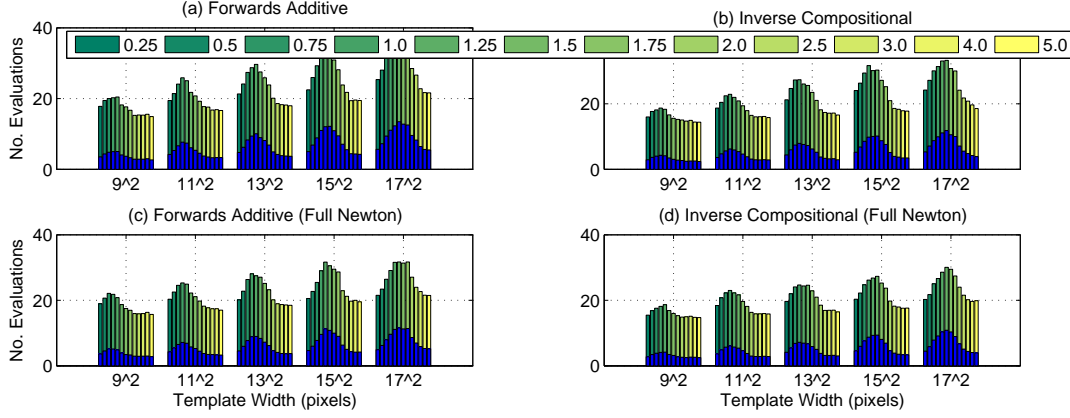 (a) Forwards Additive
(b) Inverse Compositional
0.25 0.5 0.75 1.0 1.25 1.5 1.75 2.0 2.5 3.0 4.0 5.0
No. Evaluations
40
20
0
9^2 11^2 13^2 15^2 17^2
20
0
9^2 11^2 13^2 15^2 17^2
(c) Forwards Additive (Full Newton)
(d) Inverse Compositional (Full Newton)
No. Evaluations
40
20
0
9^2 11^2 13^2 15^2 17^2
Template Width (pixels)
40
20
0
9^2 11^2 13^2 15^2 17^2
Template Width (pixels)